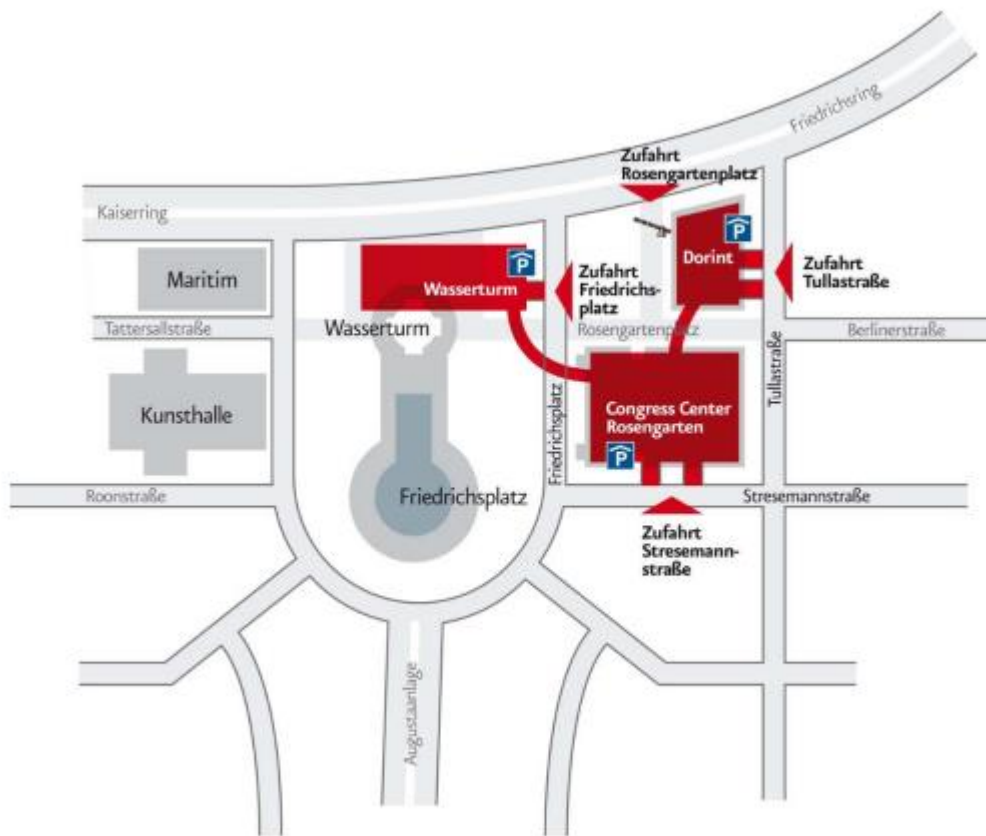 Friedrichsring
Zufahrt
Rosengartenplatz
Kaiserring
P
Maritim
Wasserturm
P
Zufahrt
Friedrichs-
platz
Dorint
Zufahrt
Tullastraße
Tattersallstraße
Wasserturm
Rosengartenplatz
Berlinerstraße
Tullastraße
Kunsthalle
Friedrichsplatz
Congress Center
Rosengarten
P
Roonstraße
Friedrichsplatz
Stresemannstraße
Zufahrt
Stresemann-
straße
Augustaanlage